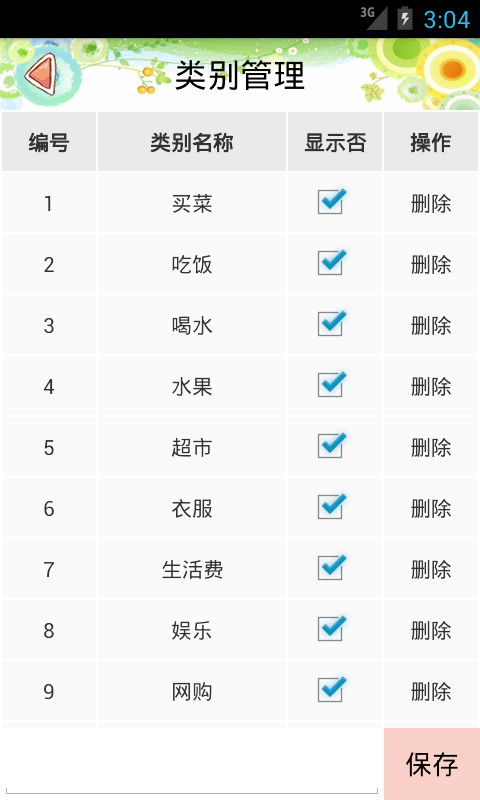 3G 3:04
类别管理
编号 类别名称 显示否 操作
1 买菜 删除
2 吃饭 删除
3 喝水 删除
4 水果 删除
5 超市 删除
6 衣服 删除
7 生活费 删除
8 娱乐 删除
9 网购 删除
保存